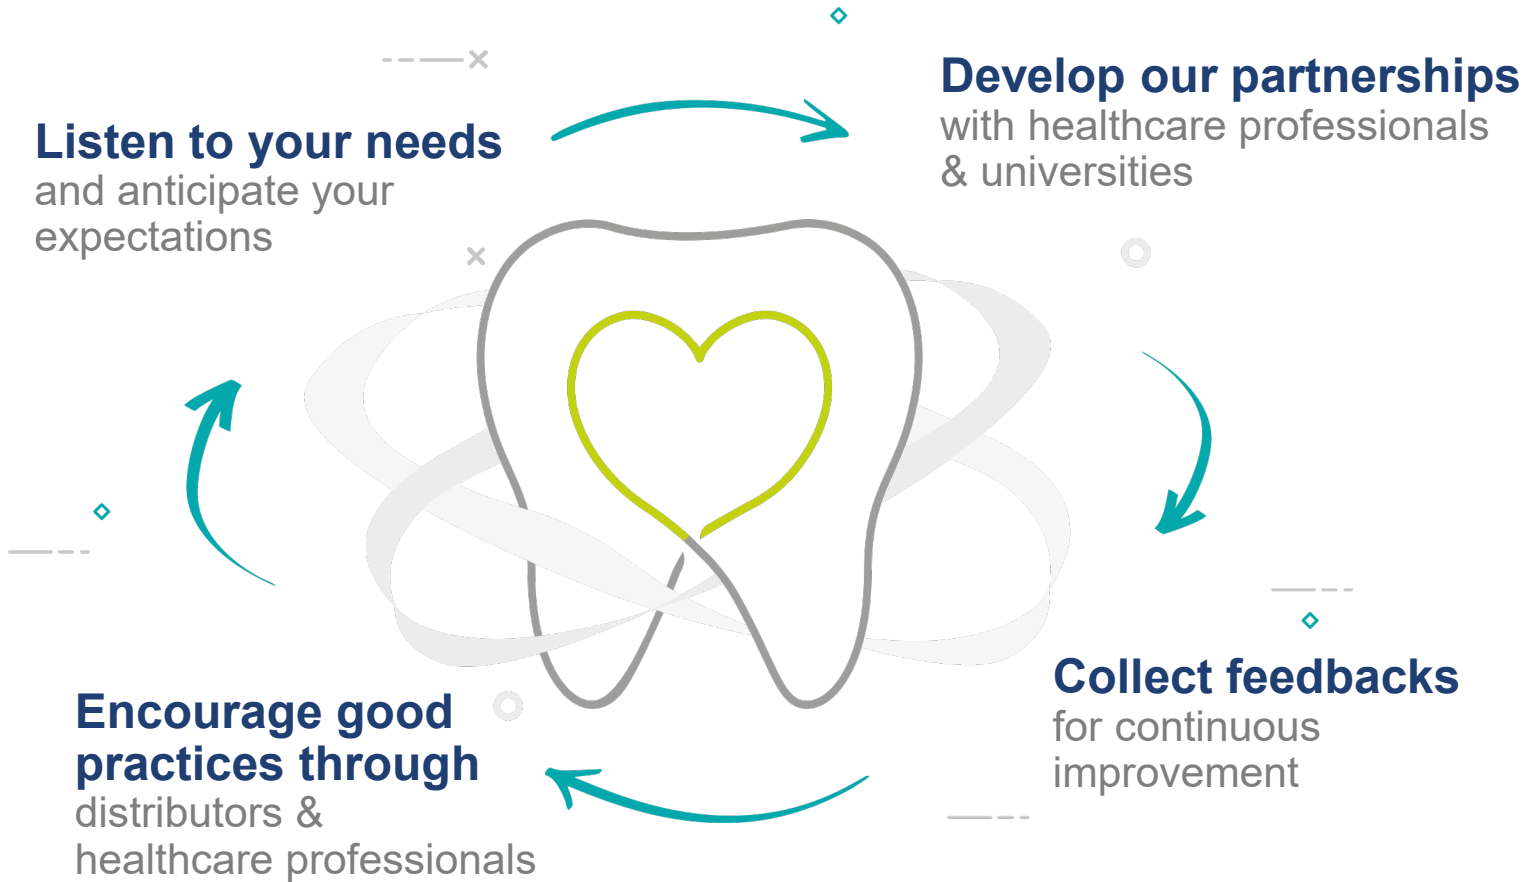 Listen to your needs
and anticipate your
expectations
Develop our partnerships
with healthcare professionals
& universities
Collect feedbacks
for continuous
improvement
Encourage good
practices through
distributors &
healthcare professionals